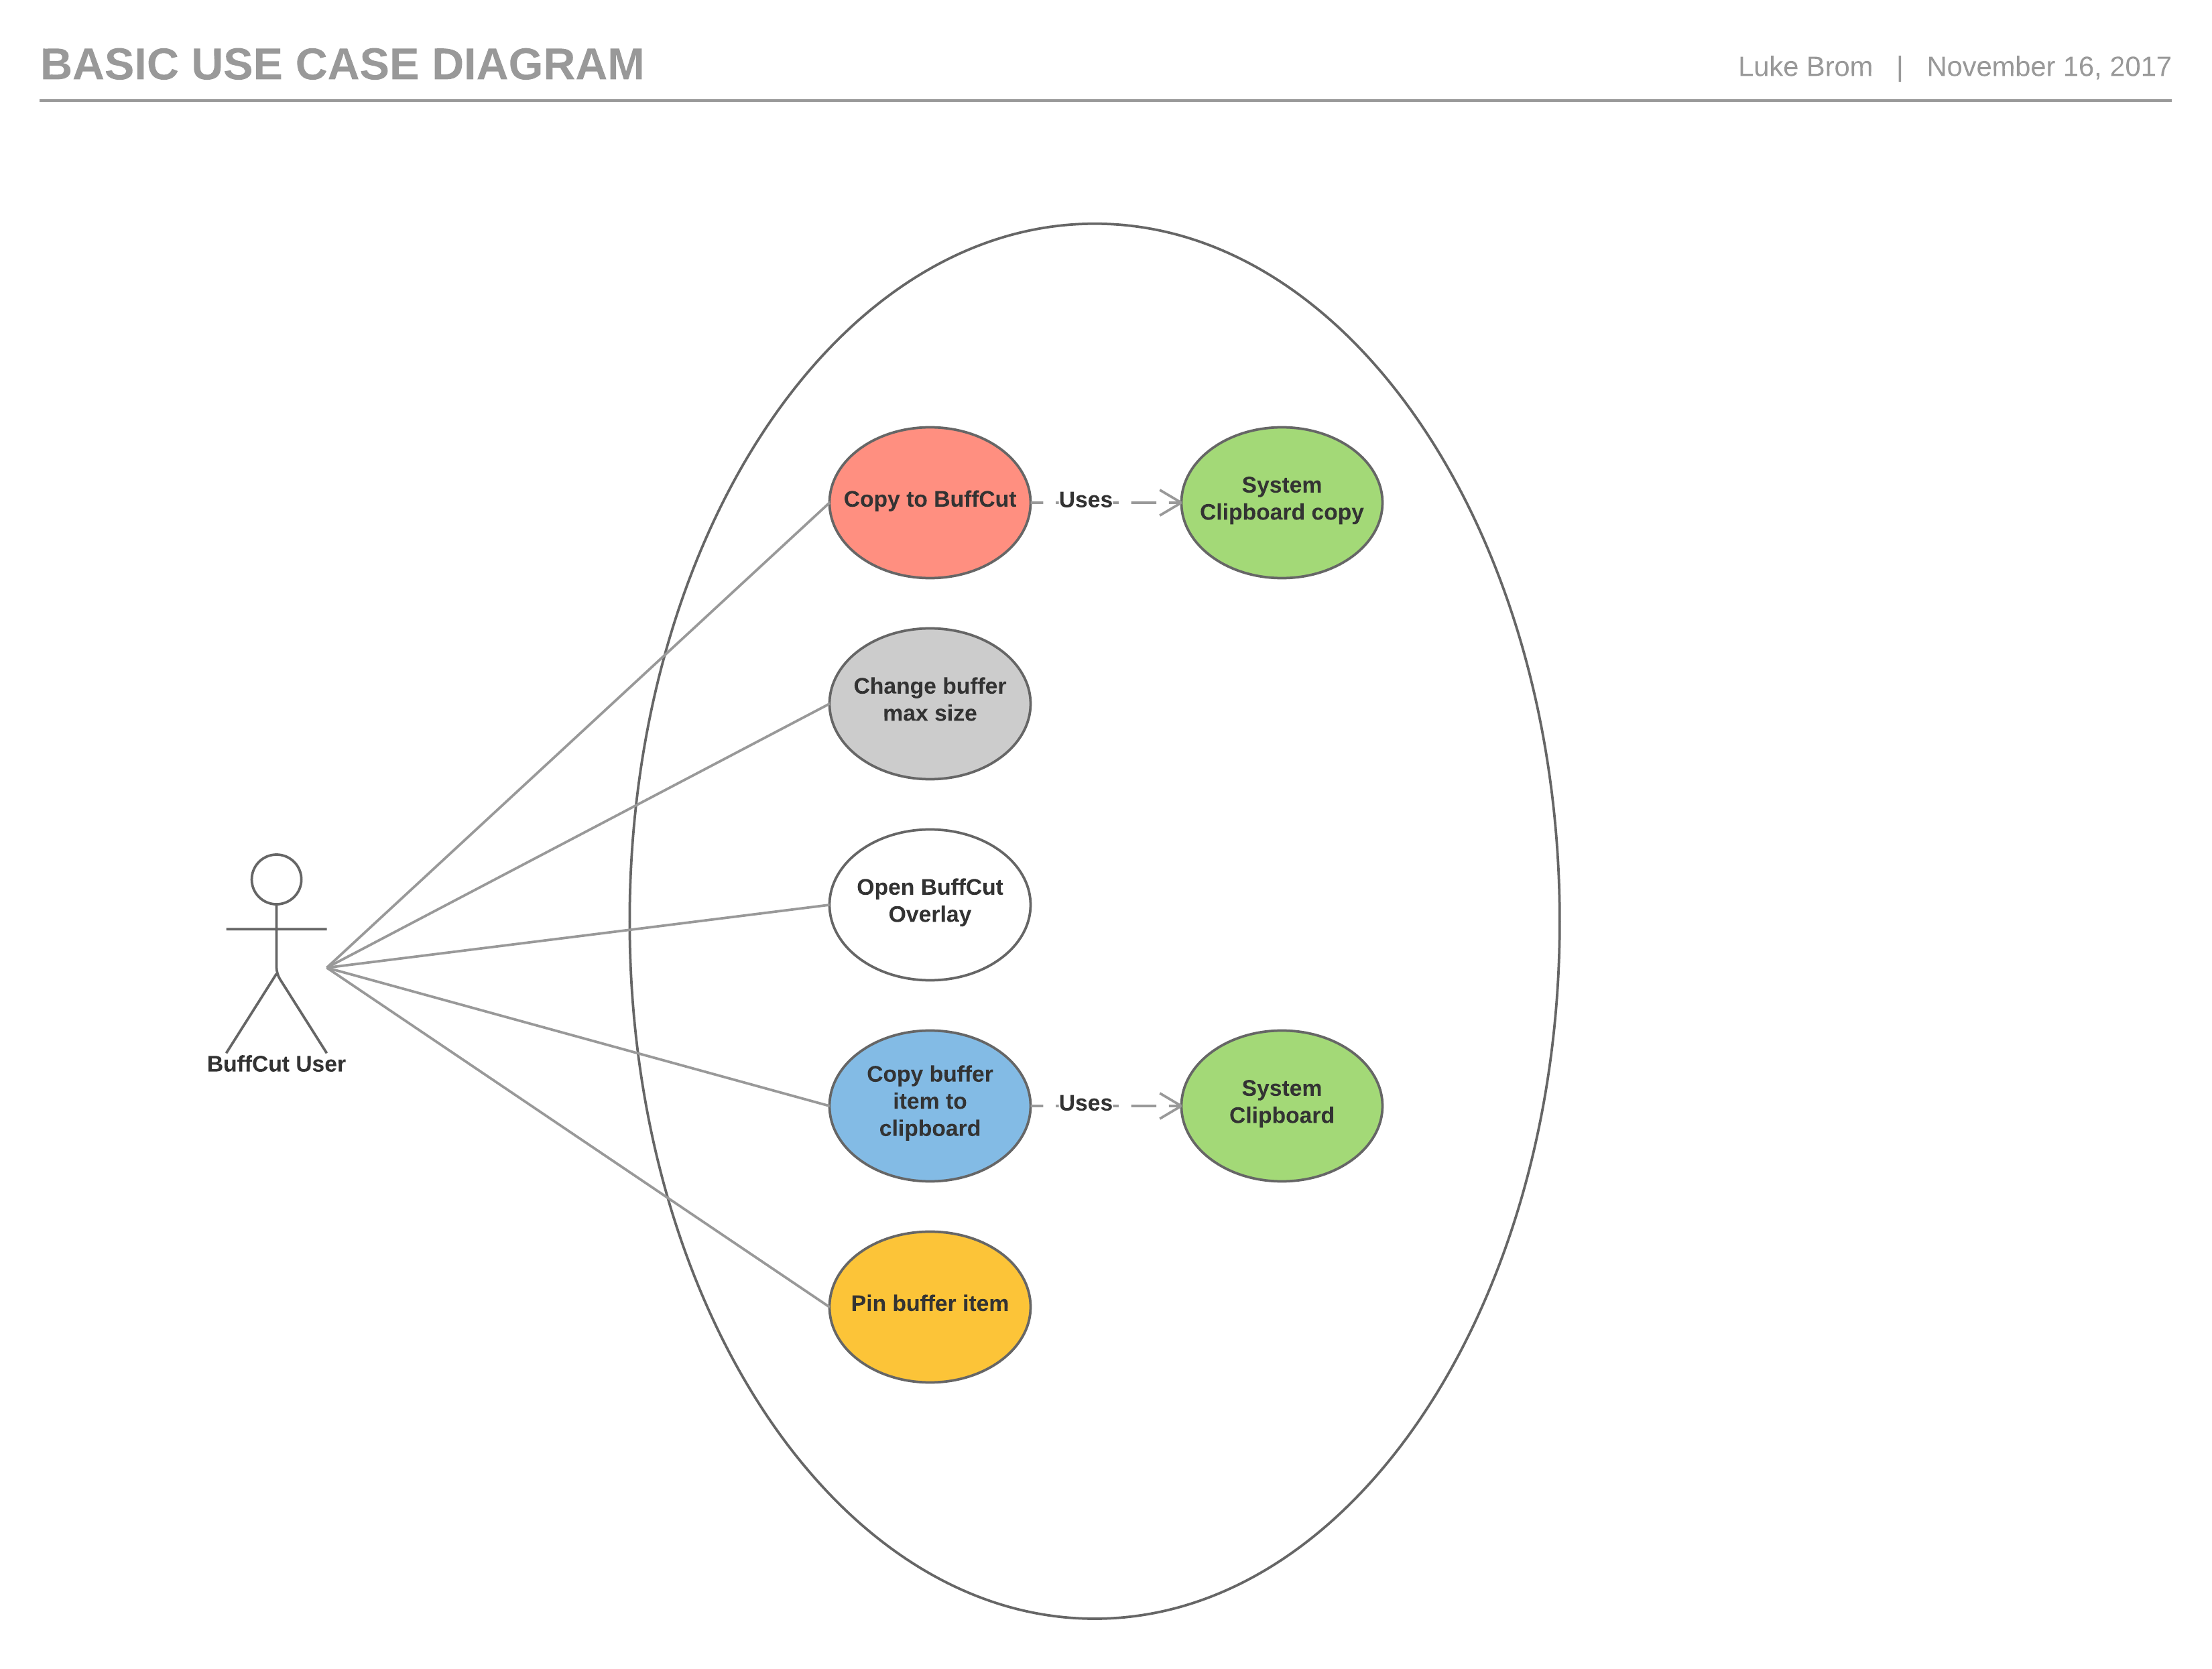 BASIC USE CASE DIAGRAM
Luke Brom | November 16, 2017
Copy to BuffCut
Uses
System
Clipboard copy
Change buffer
max size
Open BuffCut
Overlay
BuffCut User
Copy buffer
item to
clipboard
Uses
System
Clipboard
Pin buffer item